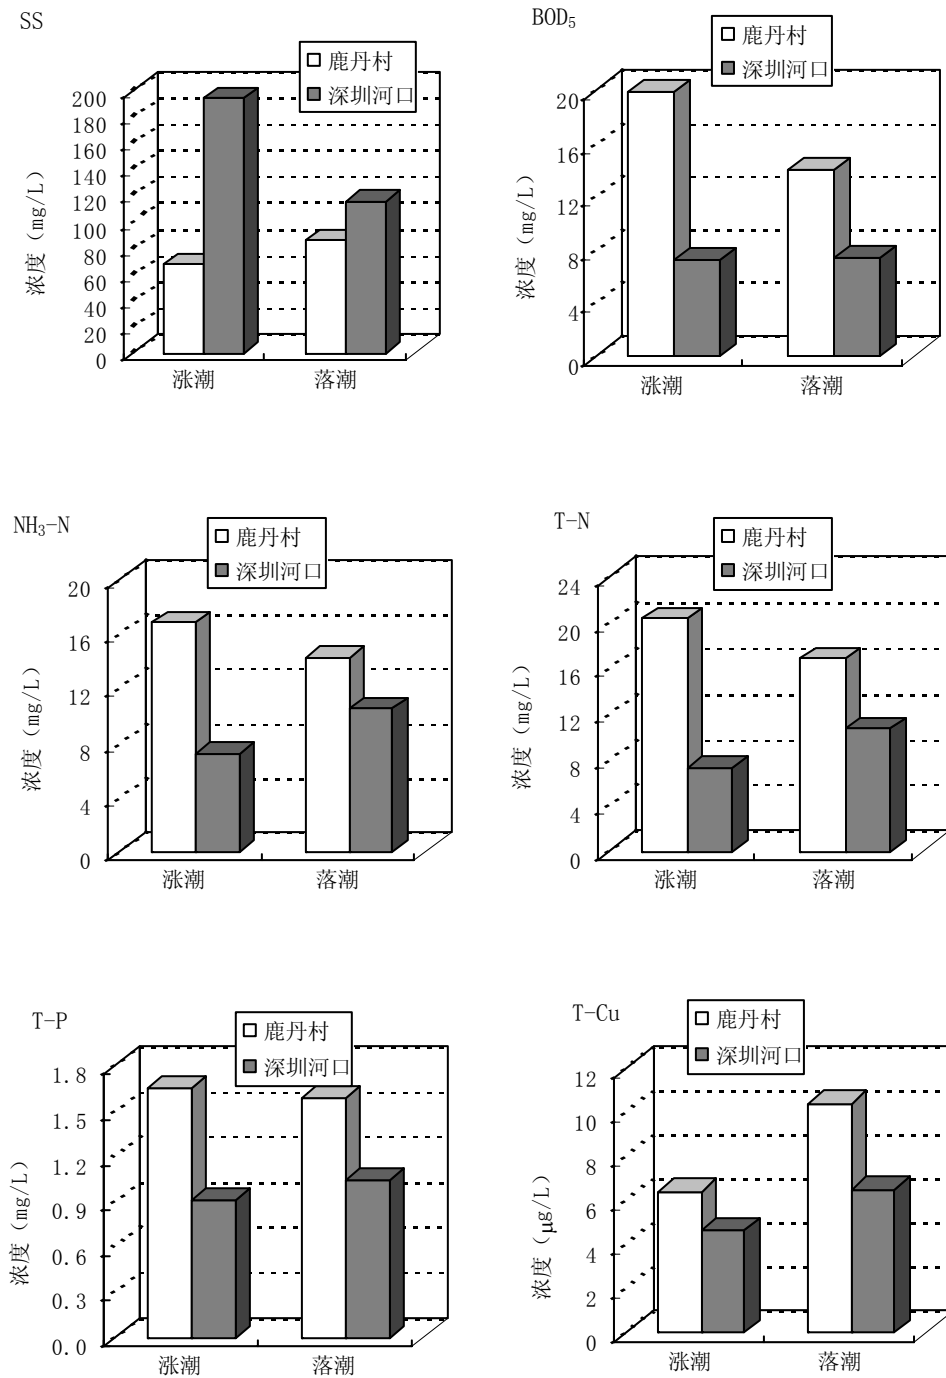 SS
鹿丹村
深圳河口
浓度（mg/L）
200
180
160
140
120
100
80
60
40
20
0
涨潮
落潮
BOD₅
鹿丹村
深圳河口
浓度（mg/L）
20
16
12
8
4
0
涨潮
落潮
NH₃-N
鹿丹村
深圳河口
浓度（mg/L）
20
16
12
8
4
0
涨潮
落潮
T-N
鹿丹村
深圳河口
浓度（mg/L）
24
20
16
12
8
4
0
涨潮
落潮
T-P
鹿丹村
深圳河口
浓度（mg/L）
1.8
1.5
1.2
0.9
0.6
0.3
0.0
涨潮
落潮
T-Cu
鹿丹村
深圳河口
浓度（μg/L）
12
10
8
6
4
2
0
涨潮
落潮